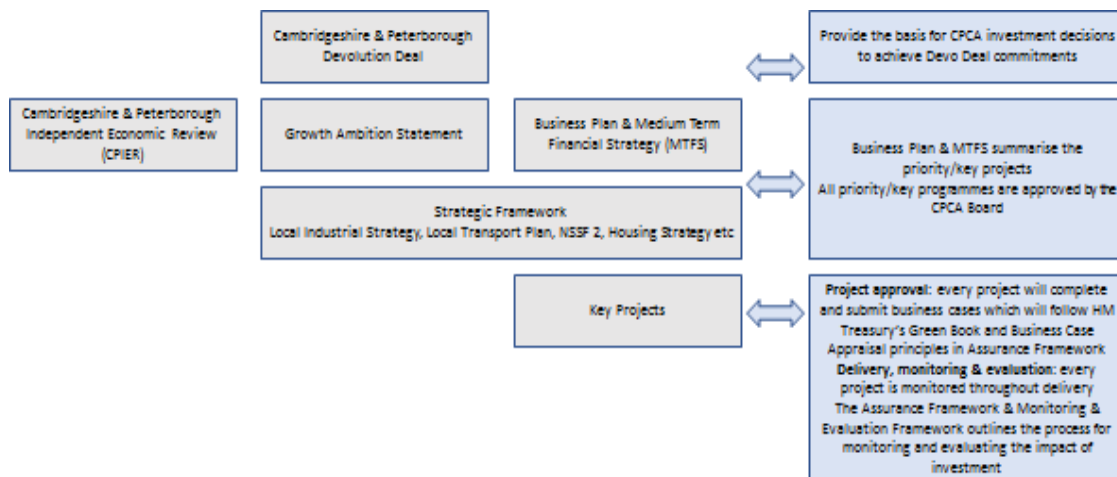 Cambridgeshire & Peterborough
Devolution Deal
Provide the basis for CPCA investment decisions
to achieve Devo Deal commitments
Cambridgeshire & Peterborough
Independent Economic Review
(CPIER)
Growth Ambition Statement
Business Plan & Medium Term
Financial Strategy (MTFS)
Business Plan & MTFS summarise the
priority/key projects
All priority/key programmes are approved by the
CPCA Board
Strategic Framework
Local Industrial Strategy, Local Transport Plan, NSSF 2, Housing Strategy etc
Key Projects
Project approval: every project will complete
and submit business cases which will follow HM
Treasury's Green Book and Business Case
Appraisal principles in Assurance Framework
Delivery, monitoring & evaluation: every
project is monitored throughout delivery
The Assurance Framework & Monitoring &
Evaluation Framework outlines the process for
monitoring and evaluating the impact of
investment